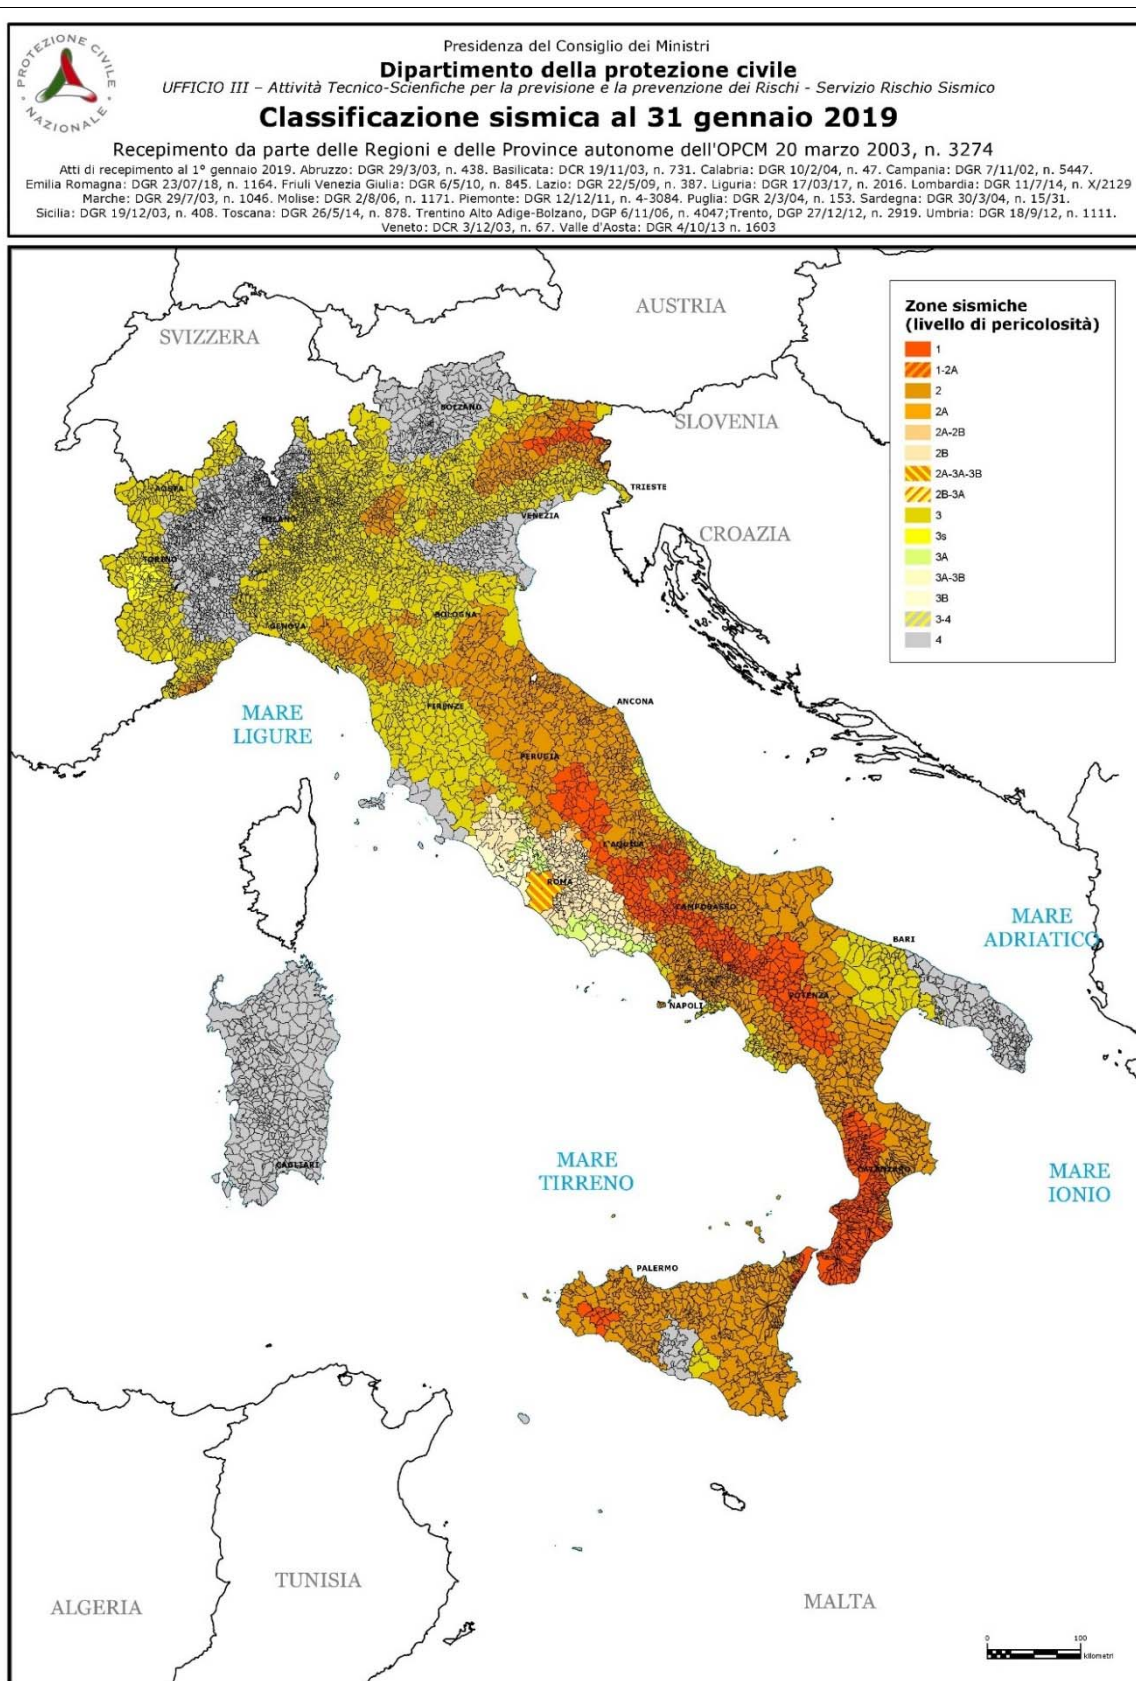 PROTEZIONE CIVILE
NAZIONALE
Presidenza del Consiglio dei Ministri
Dipartimento della protezione civile
UFFICIO III – Attività Tecnico-Scienfiche per la previsione e la prevenzione dei Rischi - Servizio Rischio Sismico
Classificazione sismica al 31 gennaio 2019
Recepimento da parte delle Regioni e delle Province autonome dell'OPCM 20 marzo 2003, n. 3274
Atti di recepimento al 1° gennaio 2019. Abruzzo: DGR 29/3/03, n. 438. Basilicata: DCR 19/11/03, n. 731. Calabria: DGR 10/2/04, n. 47. Campania: DGR 7/11/02, n. 5447.
Emilia Romagna: DGR 23/07/18, n. 1164. Friuli Venezia Giulia: DGR 6/5/10, n. 845. Lazio: DGR 22/5/09, n. 387. Liguria: DGR 17/03/17, n. 2016. Lombardia: DGR 11/7/14, n. X/2129
Marche: DGR 29/7/03, n. 1046. Molise: DGR 2/8/06, n. 1171. Piemonte: DGR 12/12/11, n. 4-3084. Puglia: DGR 2/3/04, n. 153. Sardegna: DGR 30/3/04, n. 15/31.
Sicilia: DGR 19/12/03, n. 408. Toscana: DGR 26/5/14, n. 878. Trentino Alto Adige-Bolzano, DGP 6/11/06, n. 4047;Trento, DGP 27/12/12, n. 2919. Umbria: DGR 18/9/12, n. 1111.
Veneto: DCR 3/12/03, n. 67. Valle d'Aosta: DGR 4/10/13 n. 1603
Zone sismiche
(livello di pericolosità)
1
1-2A
2
2A
2A-2B
2B
2A-3A-3B
2B-3A
3
3s
3A
3A-3B
3B
3-4
4
AUSTRIA
SVIZZERA
BOLZANO
SLOVENIA
AOSTA
TRIESTE
MILANO
VENEZIA
CROAZIA
TORINO
BOLOGNA
GENOVA
ANCONA
FIRENZE
MARE
LIGURE
PERUGIA
L'AQUILA
ROMA
CAMPOBASSO
MARE
ADRIATICO
BARI
POTENZA
NAPOLI
CAGLIARI
MARE
TIRRENO
CATANZARO
MARE
IONIO
PALERMO
TUNISIA
ALGERIA
MALTA
0 100
kilometri